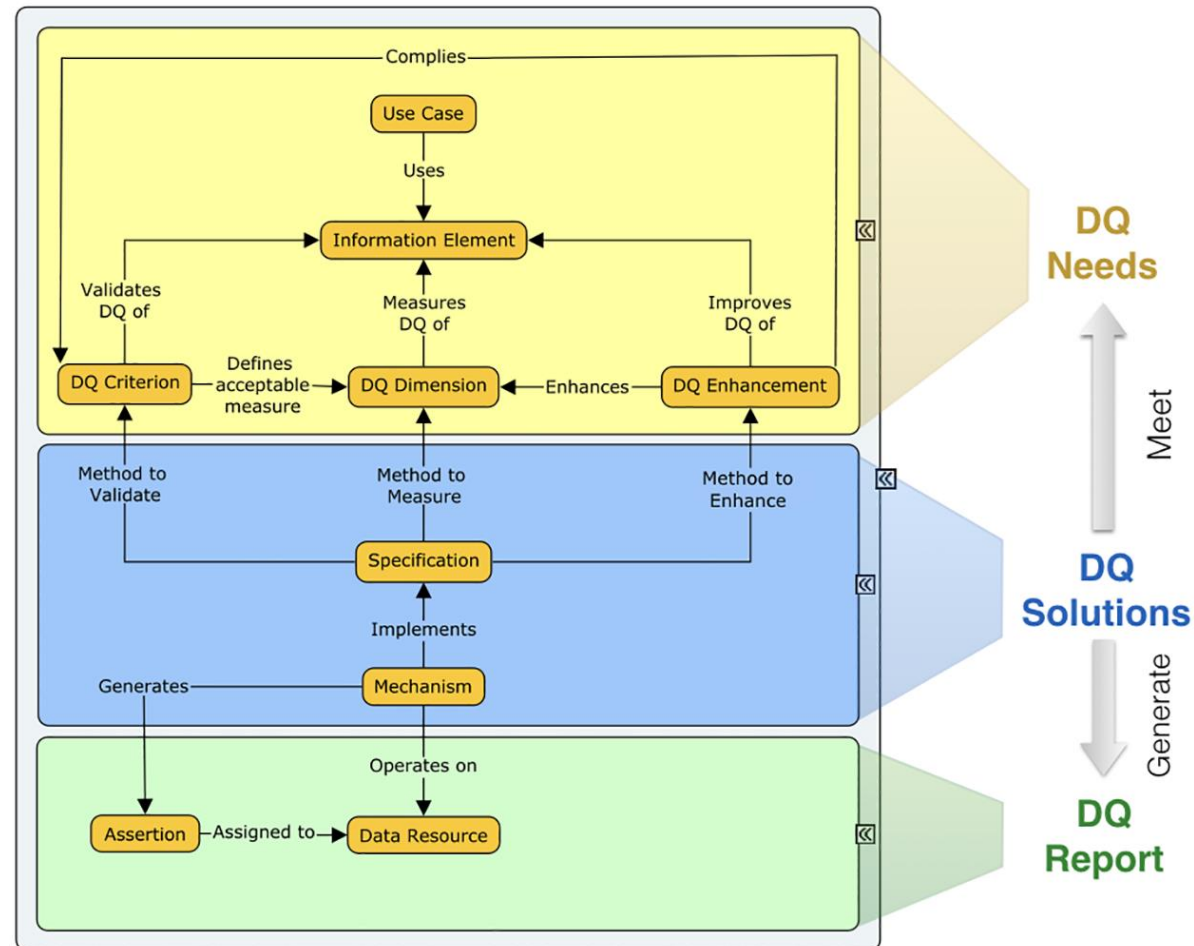 Complies
Use Case
Uses
Information Element
Validates
DQ of
Measures
DQ of
Improves
DQ of
DQ Criterion
Defines
acceptable
measure
DQ Dimension
Enhances
DQ Enhancement
Method to
Validate
Method to
Measure
Method to
Enhance
Specification
Implements
Generates
Mechanism
Operates on
Assertion
Assigned to
Data Resource
DQ
Needs
Meet
DQ
Solutions
Generate
DQ
Report